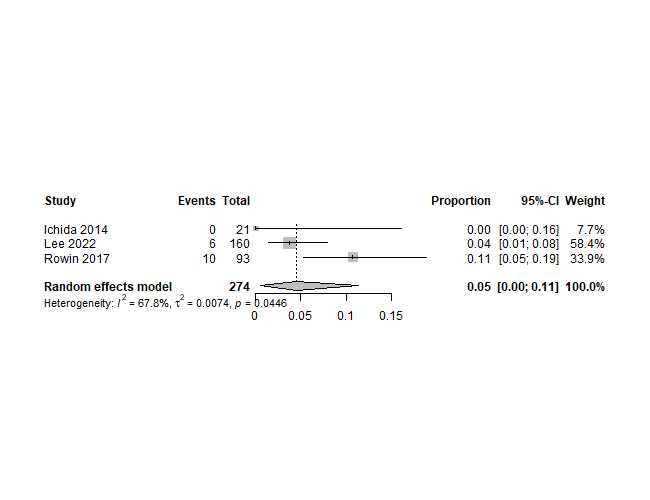 Study Events Total Proportion 95%-CI Weight
Ichida 2014 0 21 0.00 [0.00; 0.16] 7.7%
Lee 2022 6 160 0.04 [0.01; 0.08] 58.4%
Rowin 2017 10 93 0.11 [0.05; 0.19] 33.9%
Random effects model 274 0.05 [0.00; 0.11] 100.0%
Heterogeneity: I² = 67.8%, τ² = 0.0074, p = 0.0446
0 0.05 0.1 0.15